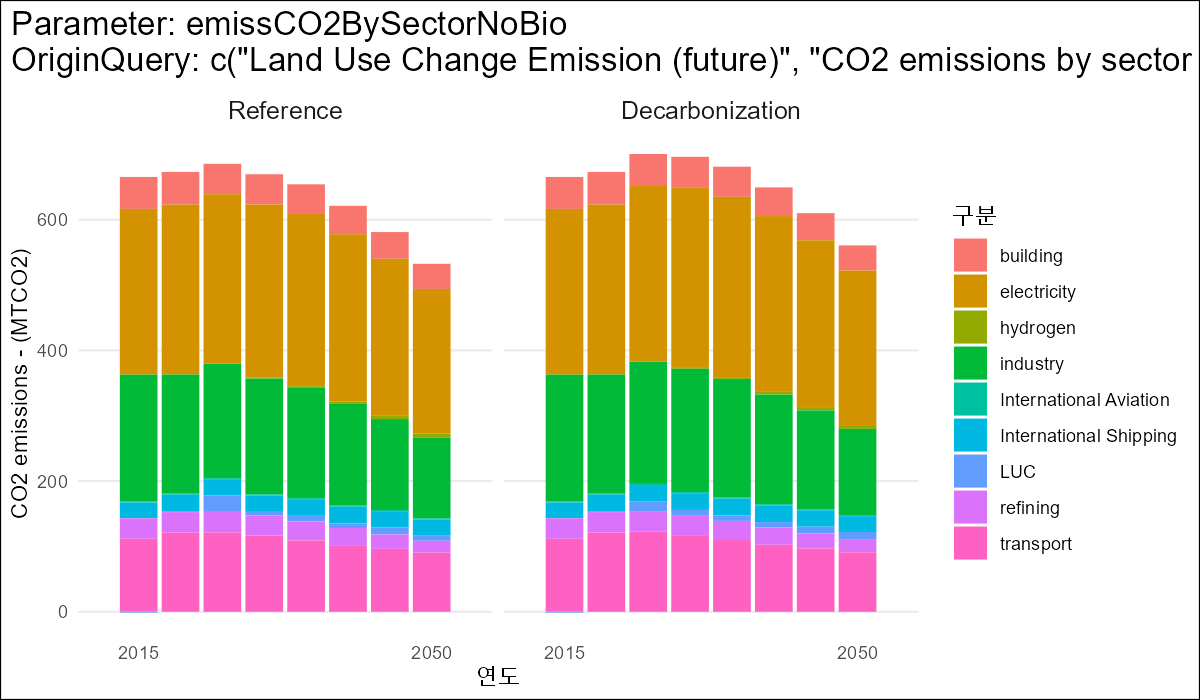 Parameter: emissCO2BySectorNoBio
OriginQuery: c("Land Use Change Emission (future)", "CO2 emissions by sector
Reference
Decarbonization
CO2 emissions - (MTCO2)
600
400
200
0
2015
2050
2015
2050
연도
구분
building
electricity
hydrogen
industry
International Aviation
International Shipping
LUC
refining
transport